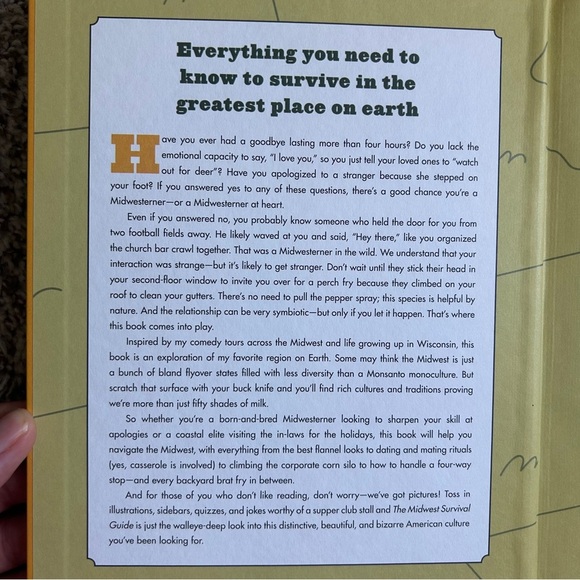 Everything you need to
know to survive in the
greatest place on earth
Have you ever had a goodbye lasting more than four hours? Do you lack the
emotional capacity to say, "I love you," so you just tell your loved ones to "watch
out for deer"? Have you apologized to a stranger because she stepped on
your foot? If you answered yes to any of these questions, there's a good chance you're a
Midwesterner—or a Midwesterner at heart.
Even if you answered no, you probably know someone who held the door for you from
two football fields away. He likely waved at you and said, "Hey there," like you organized
the church bar crawl together. That was a Midwesterner in the wild. We understand that your
interaction was strange—but it's likely to get stranger. Don't wait until they stick their head in
your second-floor window to invite you over for a perch fry because they climbed on your
roof to clean your gutters. There's no need to pull the pepper spray; this species is helpful by
nature. And the relationship can be very symbiotic—but only if you let it happen. That's where
this book comes into play.
Inspired by my comedy tours across the Midwest and life growing up in Wisconsin, this
book is an exploration of my favorite region on Earth. Some may think the Midwest is just
a bunch of bland flyover states filled with less diversity than a Monsanto monoculture. But
scratch that surface with your buck knife and you'll find rich cultures and traditions proving
we're more than just fifty shades of milk.
So whether you're a born-and-bred Midwesterner looking to sharpen your skill at
apologies or a coastal elite visiting the in-laws for the holidays, this book will help you
navigate the Midwest, with everything from the best flannel looks to dating and mating rituals
(yes, casserole is involved) to climbing the corporate corn silo to how to handle a four-way
stop—and every backyard brat fry in between.
And for those of you who don't like reading, don't worry—we've got pictures! Toss in
illustrations, sidebars, quizzes, and jokes worthy of a supper club stall and The Midwest Survival
Guide is just the walleye-deep look into this distinctive, beautiful, and bizarre American culture
you've been looking for.